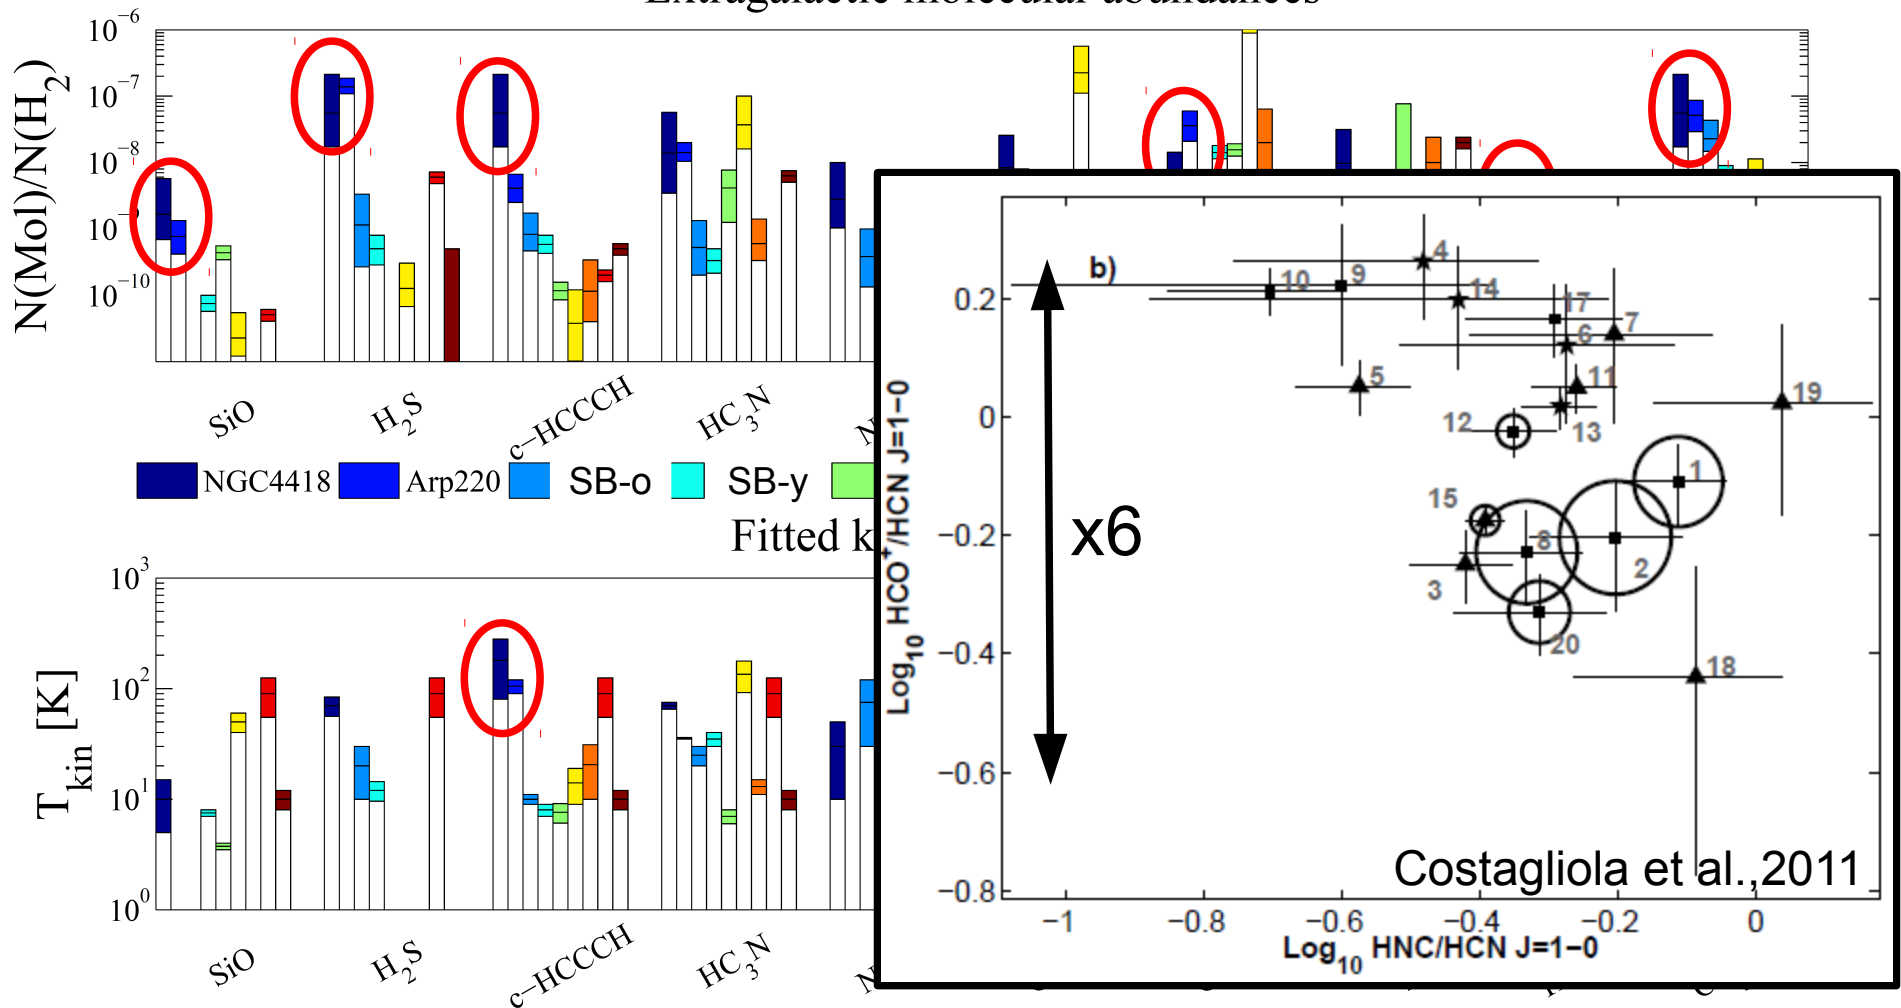 Extragalactic molecular abundances
N(Mol)/N(H2)
10−6
10−7
10−8
10−9
10−10
SiO
H2S
c−HCCCH
HC3N
NGC4418
Arp220
SB-o
SB-y
Fitted k
Tkin [K]
10^3
10^2
10^1
10^0
SiO
H2S
c−HCCCH
HC3N
b)
Log10 HCO+/HCN J=1−0
0.2
0
−0.2
−0.4
−0.6
−0.8
x6
10
9
4
14
17
6
7
5
11
19
12
13
1
15
8
2
3
20
18
Costagliola et al.,2011
−1
−0.8
−0.6
−0.4
−0.2
0
Log10 HNC/HCN J=1−0